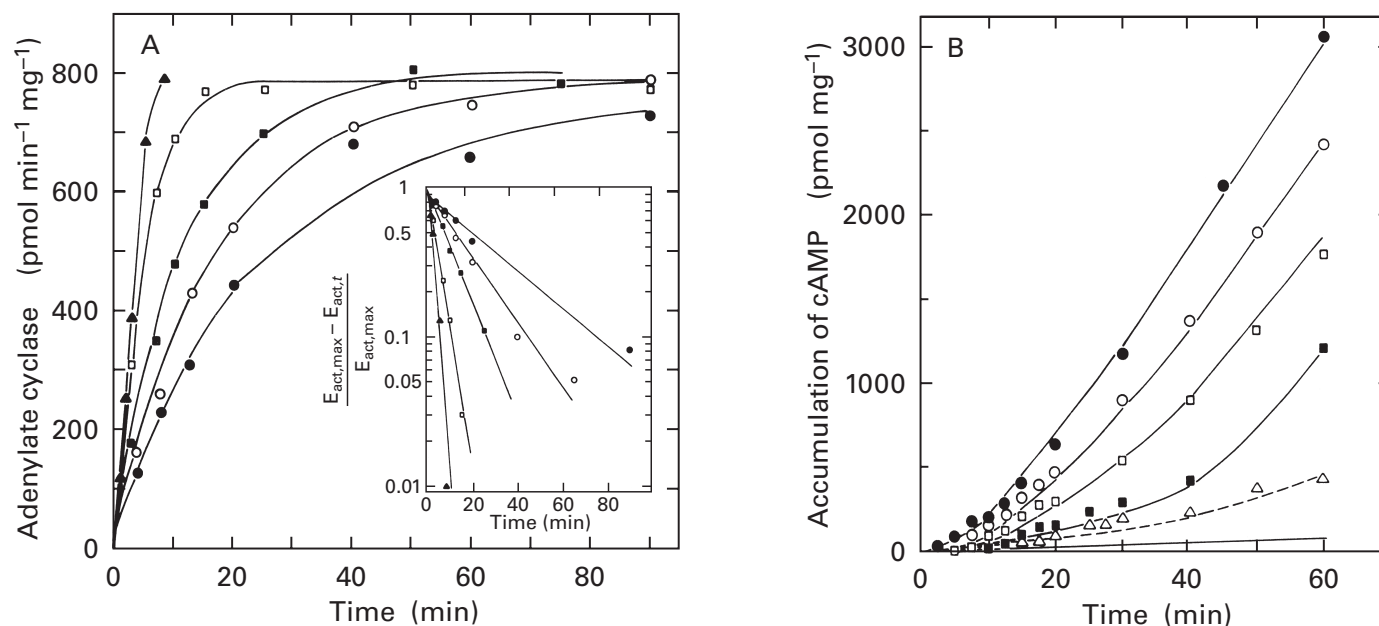 A
Adenylate cyclase (pmol min⁻¹ mg⁻¹)
800
600
400
200
0
0 20 40 60 80
Time (min)
E_act,max − E_act,t
E_act,max
1
0.5
0.1
0.05
0.01
0 20 40 60 80
Time (min)
B
Accumulation of cAMP (pmol mg⁻¹)
3000
2000
1000
0
0 20 40 60
Time (min)